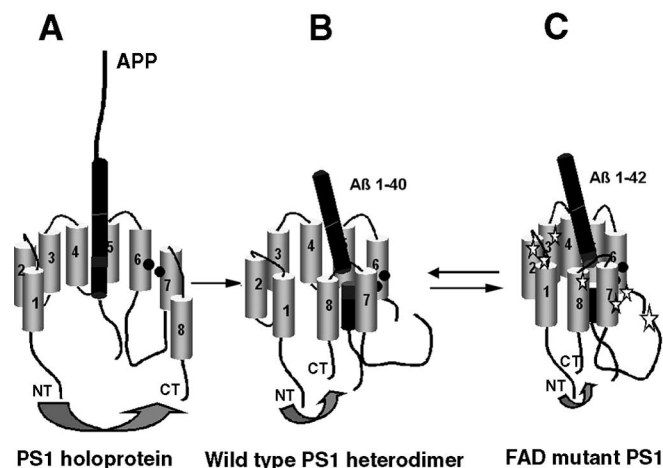 A
B
C
APP
Aß 1-40
Aß 1-42
2
3
4
5
6
7
1
8
2
3
4
6
1
8
7
2
3
4
6
1
8
7
NT
CT
NT
CT
NT
CT
PS1 holoprotein
Wild type PS1 heterodimer
FAD mutant PS1